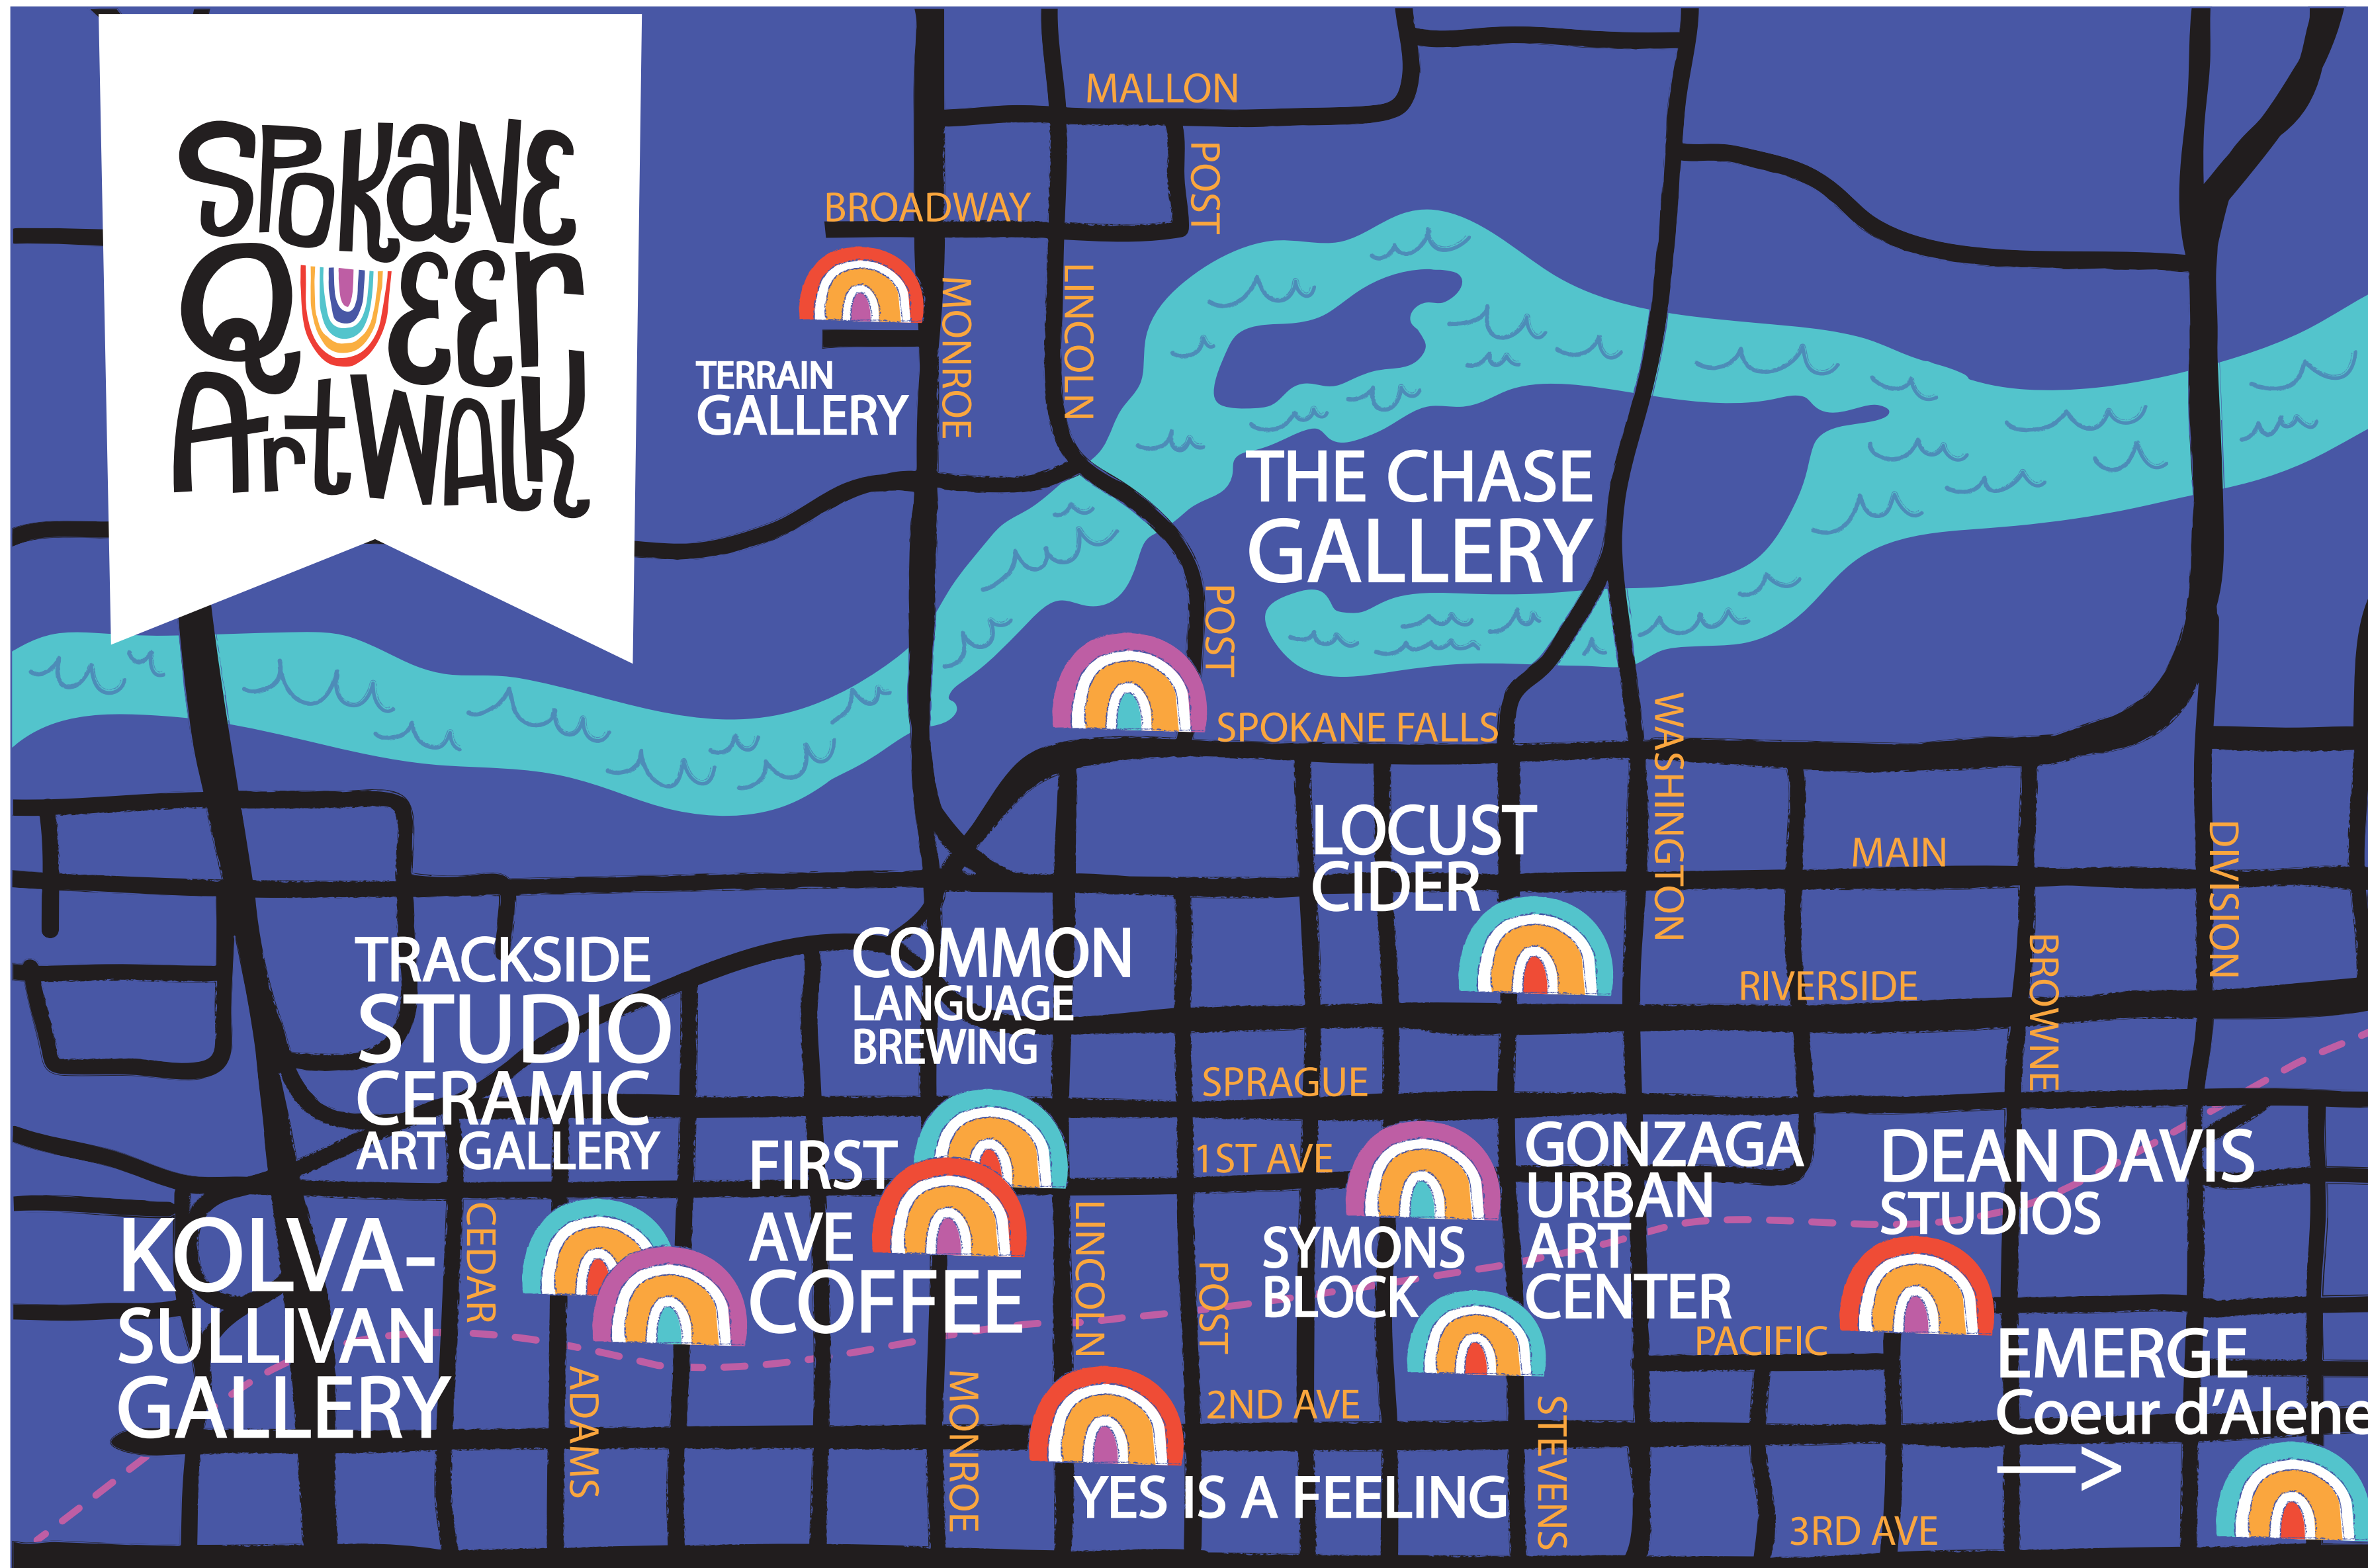 SPOKANE
QUEER
ArtWALK
MALLON
POST
BROADWAY
MONROE
LINCOLN
TERRAIN
GALLERY
THE CHASE
GALLERY
POST
SPOKANE FALLS
WASHINGTON
LOCUST
CIDER
MAIN
DIVISION
BROWNE
RIVERSIDE
TRACKSIDE
STUDIO
CERAMIC
ART GALLERY
COMMON
LANGUAGE
BREWING
SPRAGUE
FIRST
AVE
COFFEE
1ST AVE
GONZAGA
URBAN
ART
CENTER
DEAN DAVIS
STUDIOS
KOLVA-
SULLIVAN
GALLERY
CEDAR
LINCOLN
POST
SYMONS
BLOCK
PACIFIC
EMERGE
Coeur d'Alene
—>
ADAMS
MONROE
2ND AVE
STEVENS
YES IS A FEELING
3RD AVE